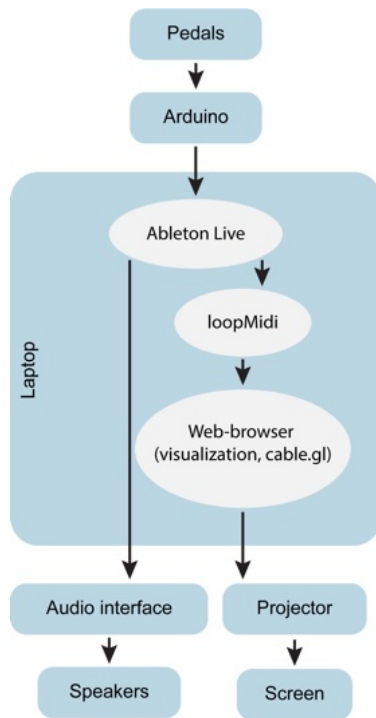 Pedals
Arduino
Laptop
Ableton Live
loopMidi
Web-browser
(visualization, cable.gl)
Audio interface
Projector
Speakers
Screen